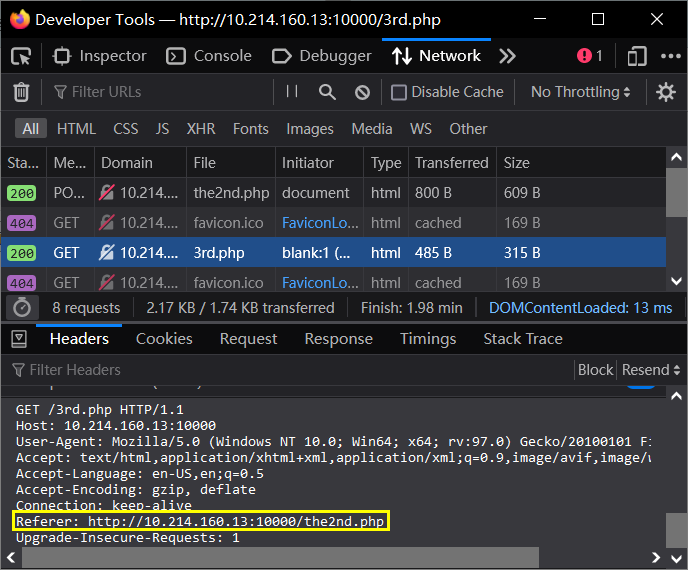 Developer Tools — http://10.214.160.13:10000/3rd.php
Inspector Console Debugger Network 1
Filter URLs Disable Cache No Throttling
All HTML CSS JS XHR Fonts Images Media WS Other
Sta... Me... Domain File Initiator Type Transferred Size
200 PO... 10.214.... the2nd.php document html 800 B 609 B
404 GET 10.214.... favicon.ico FaviconLo... html cached 169 B
200 GET 10.214.... 3rd.php blank:1 (... html 485 B 315 B
404 GET 10.214.... favicon.ico FaviconLo... html cached 169 B
8 requests 2.17 KB / 1.74 KB transferred Finish: 1.98 min DOMContentLoaded: 13 ms
Headers Cookies Request Response Timings Stack Trace
Filter Headers Block Resend
GET /3rd.php HTTP/1.1
Host: 10.214.160.13:10000
User-Agent: Mozilla/5.0 (Windows NT 10.0; Win64; x64; rv:97.0) Gecko/20100101 Fi
Accept: text/html,application/xhtml+xml,application/xml;q=0.9,image/avif,image/w
Accept-Language: en-US,en;q=0.5
Accept-Encoding: gzip, deflate
Connection: keep-alive
Referer: http://10.214.160.13:10000/the2nd.php
Upgrade-Insecure-Requests: 1